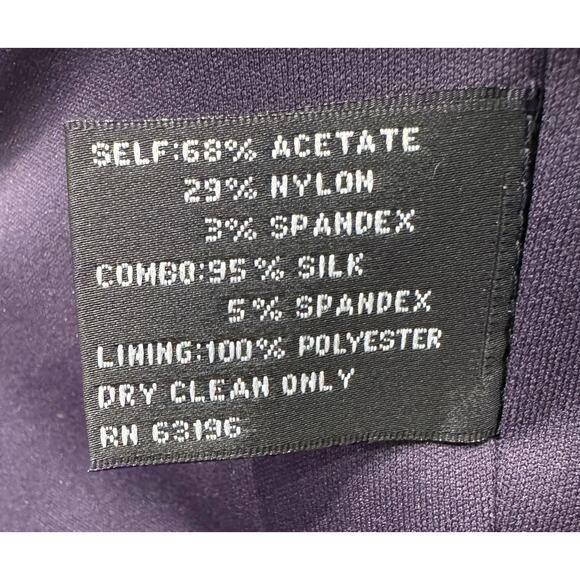 SELF:68% ACETATE
29% NYLON
3% SPANDEX
COMBO:95% SILK
5% SPANDEX
LINING:100% POLYESTER
DRY CLEAN ONLY
RN 63196